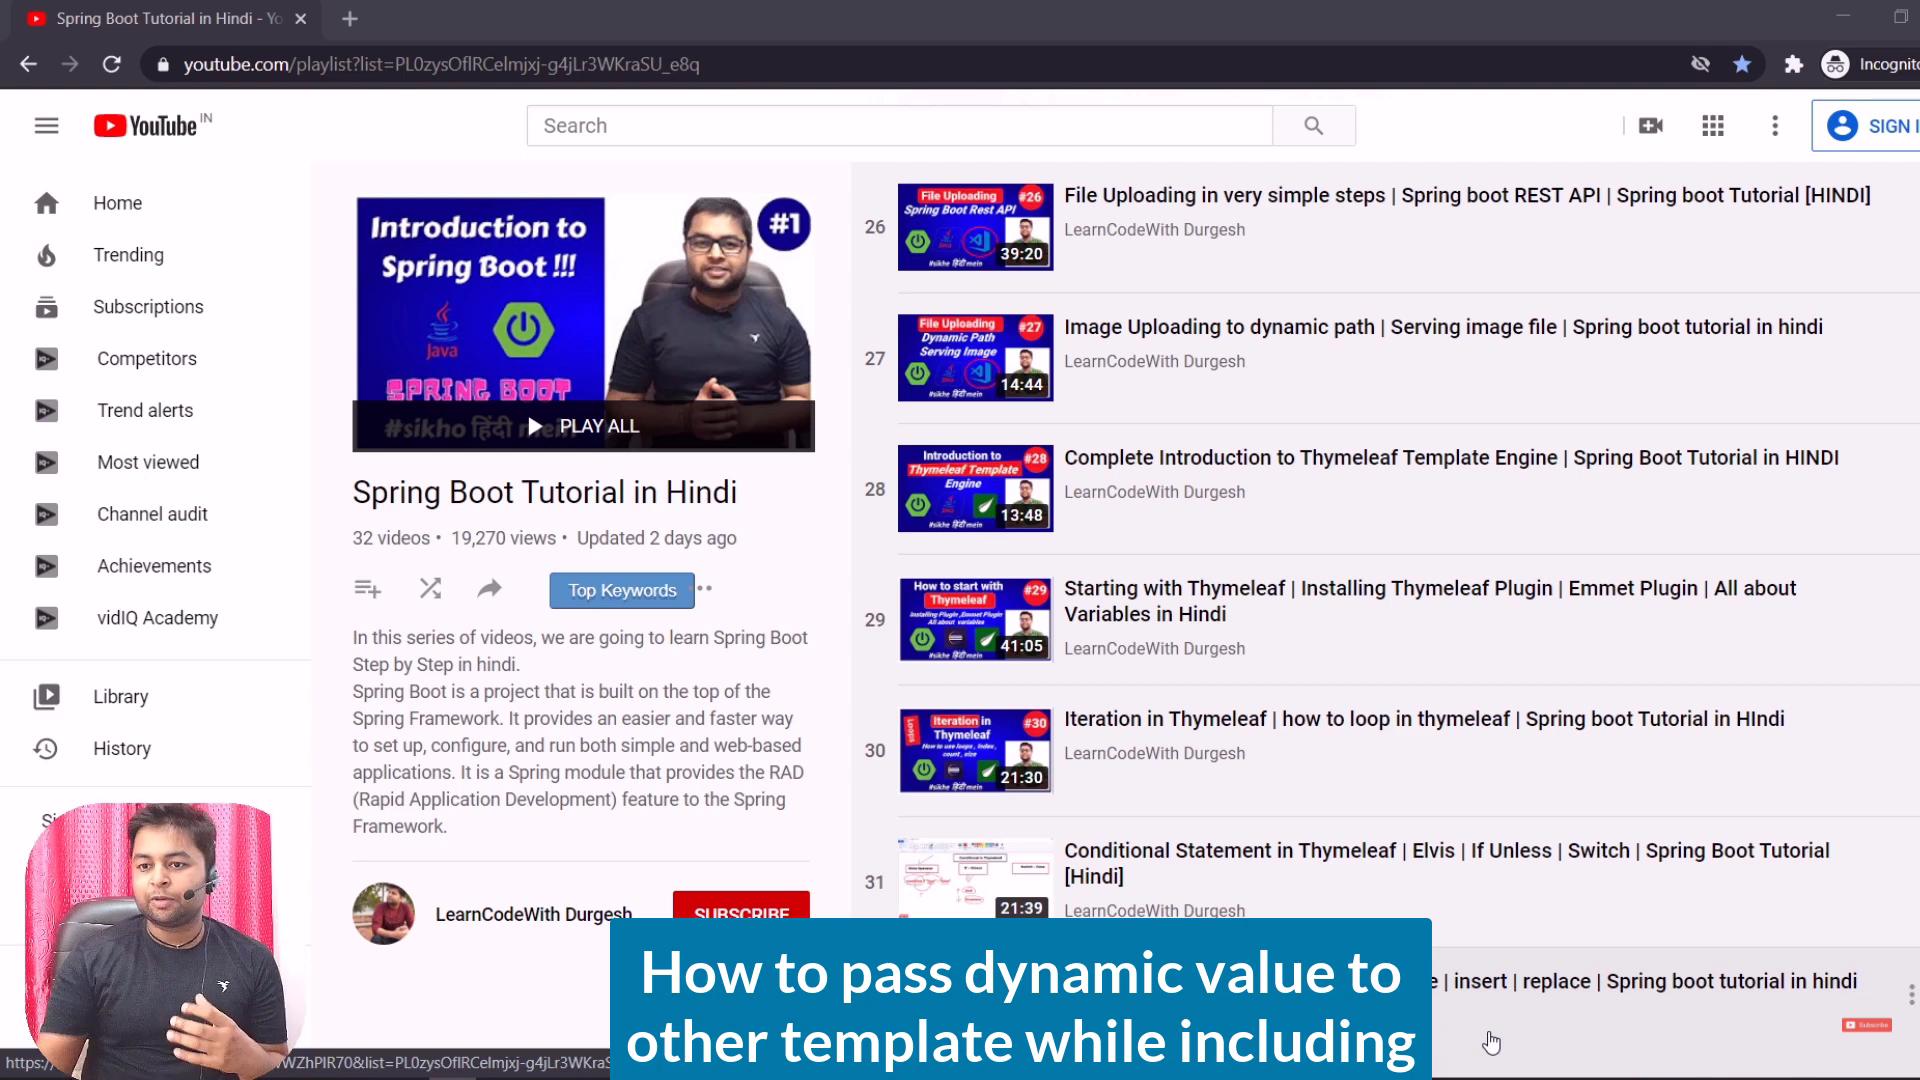 Spring Boot Tutorial in Hindi - Yo
youtube.com/playlist?list=PL0zysOflRCelmjxj-g4jLr3WKraSU_e8q
Incognito
YouTube IN
Search
SIGN I
Home
Trending
Subscriptions
Competitors
Trend alerts
Most viewed
Channel audit
Achievements
vidIQ Academy
Library
History
Introduction to
Spring Boot !!!
#1
Java
SPRING BOOT
#sikho हिंदी mein
PLAY ALL
Spring Boot Tutorial in Hindi
32 videos • 19,270 views • Updated 2 days ago
Top Keywords
In this series of videos, we are going to learn Spring Boot
Step by Step in hindi.
Spring Boot is a project that is built on the top of the
Spring Framework. It provides an easier and faster way
to set up, configure, and run both simple and web-based
applications. It is a Spring module that provides the RAD
(Rapid Application Development) feature to the Spring
Framework.
LearnCodeWith Durgesh
SUBSCRIBE
26
File Uploading
#26
Spring Boot Rest API
39:20
File Uploading in very simple steps | Spring boot REST API | Spring boot Tutorial [HINDI]
LearnCodeWith Durgesh
27
File Uploading
#27
Dynamic Path
Serving Image
14:44
Image Uploading to dynamic path | Serving image file | Spring boot tutorial in hindi
LearnCodeWith Durgesh
28
Introduction to
#28
Thymeleaf Template
Engine
13:48
Complete Introduction to Thymeleaf Template Engine | Spring Boot Tutorial in HINDI
LearnCodeWith Durgesh
29
How to start with
#29
Thymeleaf
Installing Plugin ,Emmet Plugin
All about variables
41:05
Starting with Thymeleaf | Installing Thymeleaf Plugin | Emmet Plugin | All about
Variables in Hindi
LearnCodeWith Durgesh
30
Iteration in
#30
Thymeleaf
How to use loops , index,
count , size
21:30
Iteration in Thymeleaf | how to loop in thymeleaf | Spring boot Tutorial in HIndi
LearnCodeWith Durgesh
31
21:39
Conditional Statement in Thymeleaf | Elvis | If Unless | Switch | Spring Boot Tutorial
[Hindi]
LearnCodeWith Durgesh
e | insert | replace | Spring boot tutorial in hindi
Subscribe
How to pass dynamic value to
other template while including
https:/
WZhPIR70&list=PL0zysOflRCelmjxj-g4jLr3WKraS